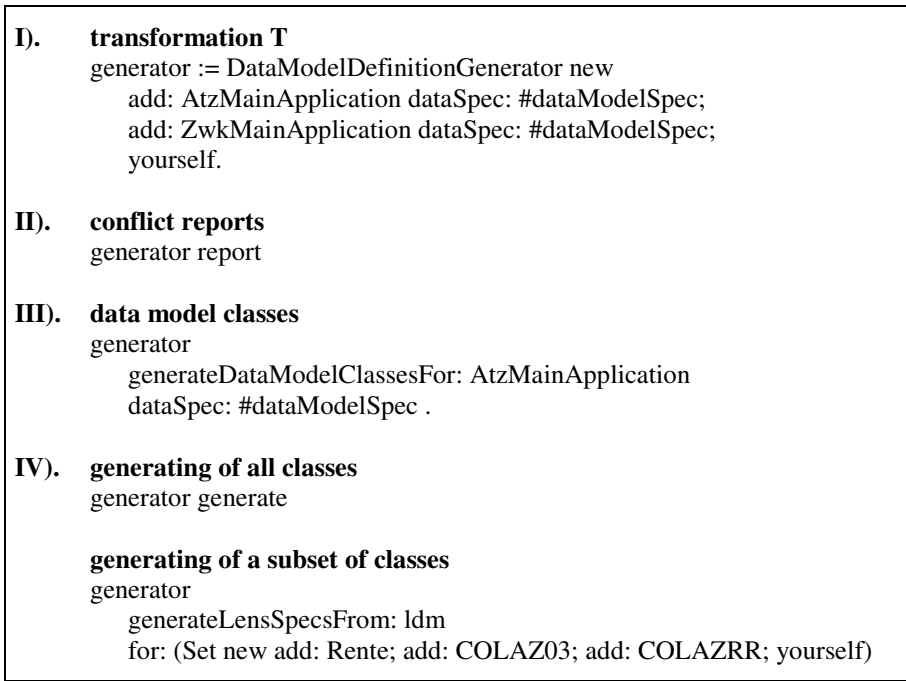 I). transformation T
generator := DataModelDefinitionGenerator new
add: AtzMainApplication dataSpec: #dataModelSpec;
add: ZwkMainApplication dataSpec: #dataModelSpec;
yourself.
II). conflict reports
generator report
III). data model classes
generator
generateDataModelClassesFor: AtzMainApplication
dataSpec: #dataModelSpec .
IV). generating of all classes
generator generate
generating of a subset of classes
generator
generateLensSpecsFrom: ldm
for: (Set new add: Rente; add: COLAZ03; add: COLAZRR; yourself)